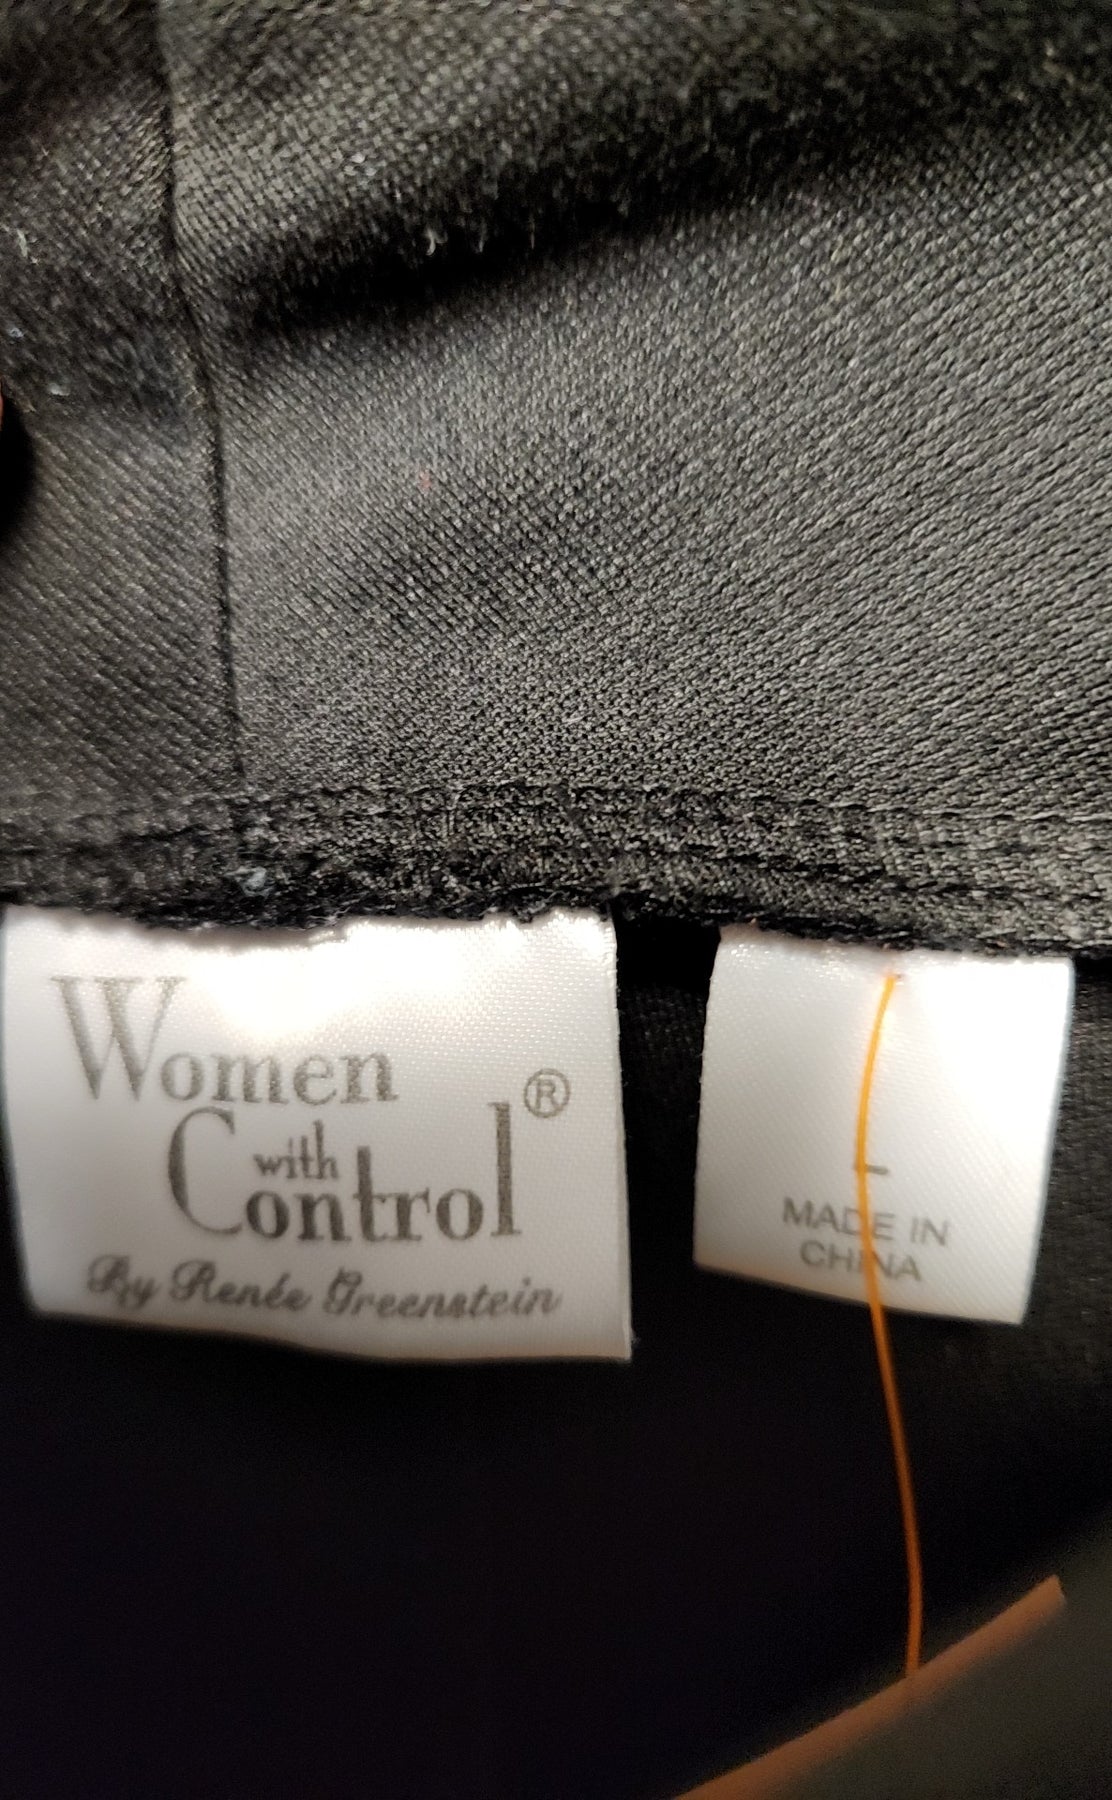 Women
with
Control®
By Renée Greenstein
L
MADE IN
CHINA